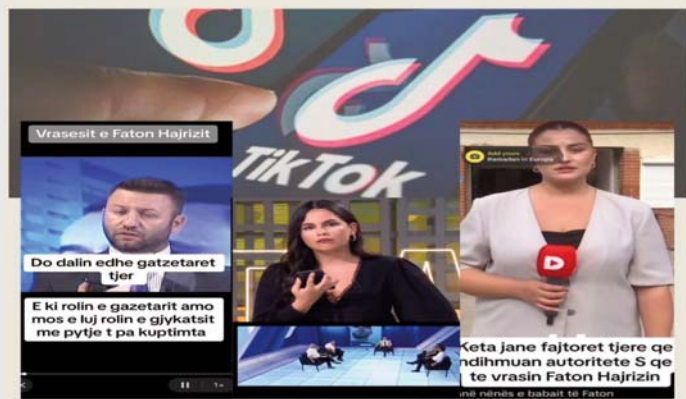 TikTok
Vrasesit e Faton Hajrizit
Add yours
Ramadan in Europe
Do dalin edhe gatzetaret
tjer
E ki rolin e gazetarit amo
mos e luj rolin e gjykatsit
me pytje t pa kuptimta
D
Keta jane fajtoret tjere qe
ndihmuan autoritete S qe
te vrasin Faton Hajrizin
anë nënës e babait të Faton